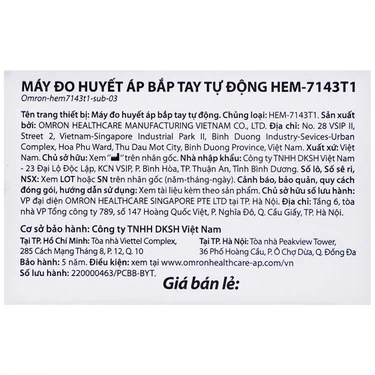 MÁY ĐO HUYẾT ÁP BẮP TAY TỰ ĐỘNG HEM-7143T1
Omron-hem7143t1-sub-03
Tên trang thiết bị: Máy đo huyết áp bắp tay tự động. Chủng loại: HEM-7143T1. Sản xuất
bởi: OMRON HEALTHCARE MANUFACTURING VIETNAM CO., LTD. Địa chỉ: No. 28 VSIP II,
Street 2, Vietnam-Singapore Industrial Park II, Binh Duong Industry-Sevices-Urban
Complex, Hoa Phu Ward, Thu Dau Mot City, Binh Duong Province, Viet Nam. Xuất xứ: Việt
Nam. Chủ sở hữu: Xem trên nhãn gốc. Nhà nhập khẩu: Công ty TNHH DKSH Việt Nam
- 23 Đại Lộ Độc Lập, KCN VSIP, P. Bình Hòa, TP.Thuận An, Tỉnh Bình Dương. Số lô, Số sê ri,
NSX: Xem LOT hoặc SN trên nhãn gốc (năm-tháng-ngày). Cảnh báo, bảo quản, quy cách
đóng gói, hướng dẫn sử dụng: Xem tài liệu kèm theo sản phẩm. Chủ sở hữu số lưu hành:
VP đại diện OMRON HEALTHCARE SINGAPORE PTE LTD tại TP. Hà Nội: Địa chỉ: Tầng 6, tòa
nhà VP Tổng công ty 789, số 147 Hoàng Quốc Việt, P. Nghĩa Đô, Q. Cầu Giấy, TP. Hà Nội.
Cơ sở bảo hành: Công ty TNHH DKSH Việt Nam
Tại TP. Hồ Chí Minh: Tòa nhà Viettel Complex,
285 Cách Mạng Tháng 8, P. 12, Q. 10
Tại TP. Hà Nội: Tòa nhà Peakview Tower,
36 Phố Hoàng Cầu, P. Ô Chợ Dừa, Q. Đống Đa
Bảo hành: 5 năm. Điều kiện: xem tại www.omronhealthcare-ap.com/vn
Số lưu hành: 220000463/PCBB-BYT.
Giá bán lẻ: